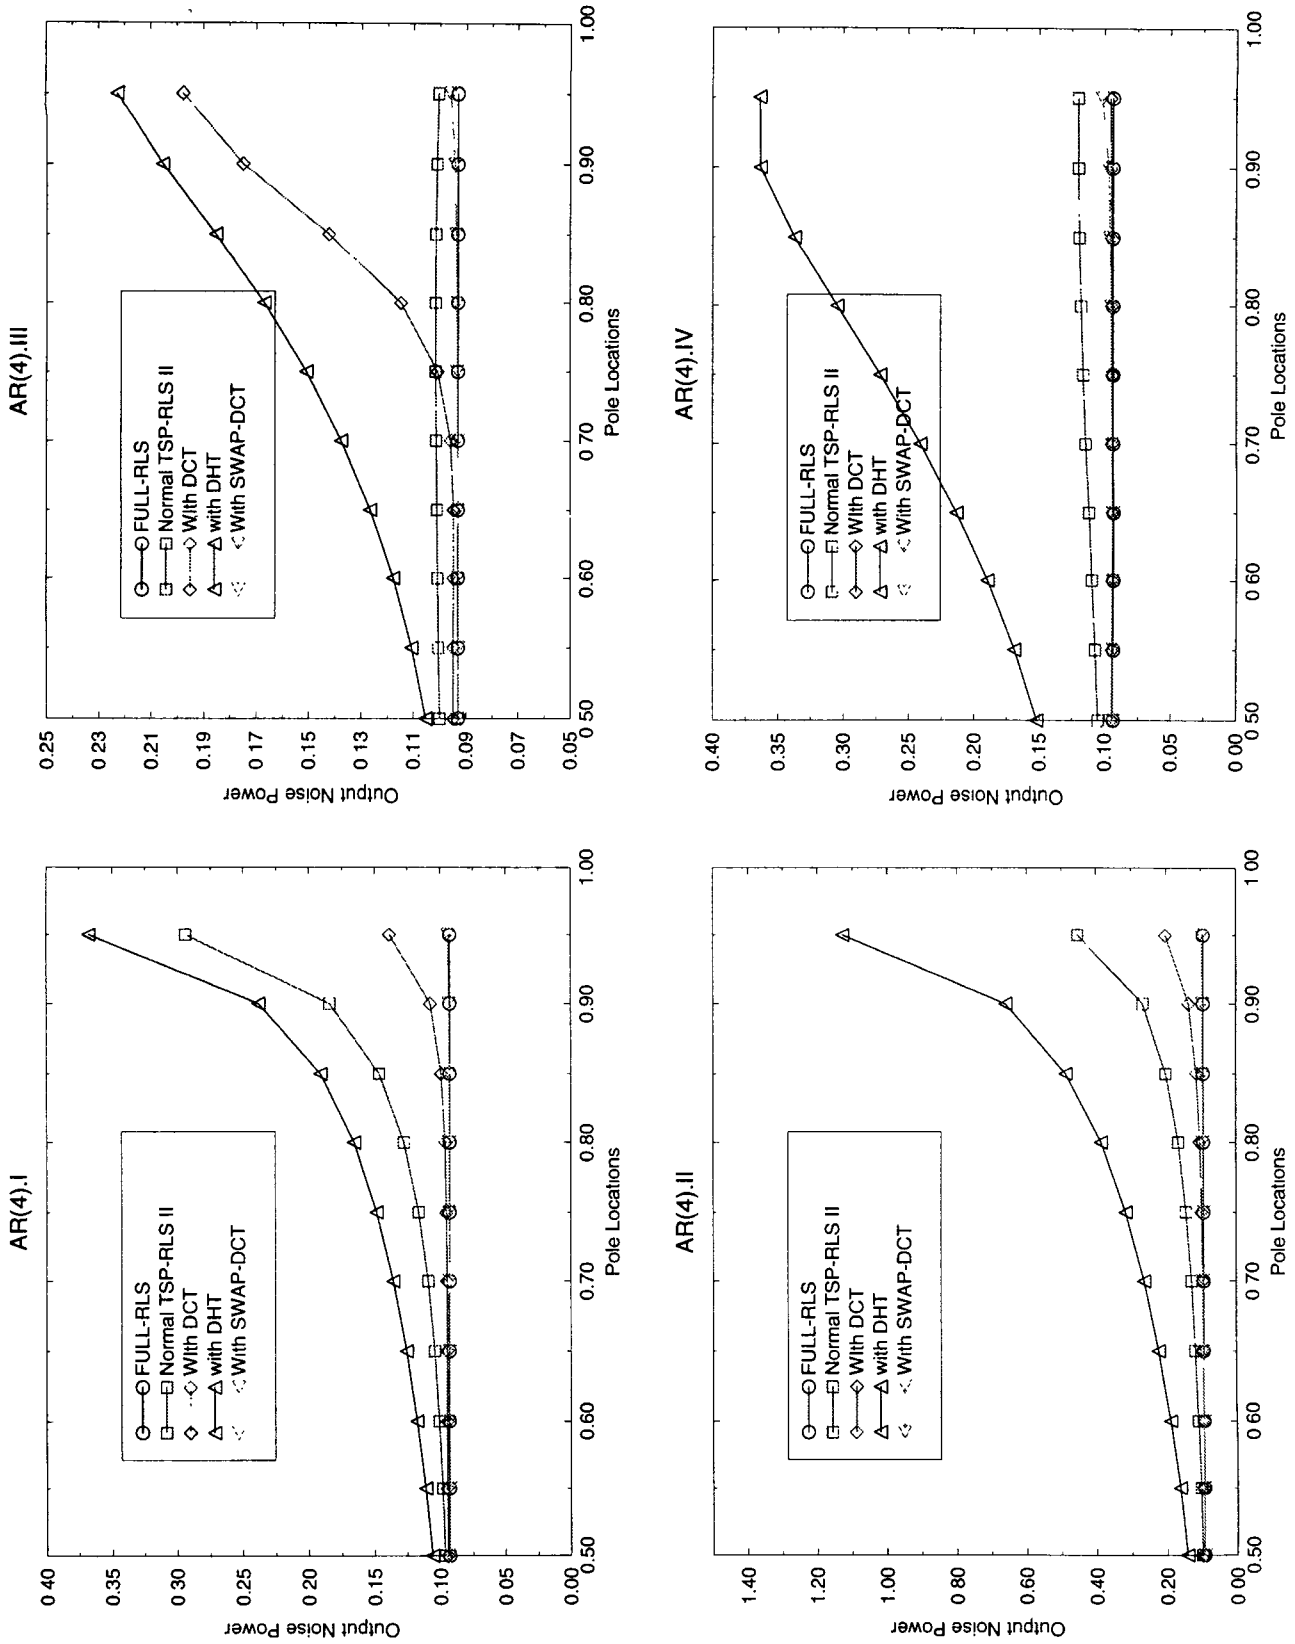 AR(4).I
Output Noise Power
0.40
0.35
0.30
0.25
0.20
0.15
0.10
0.05
0.00
FULL-RLS
Normal TSP-RLS II
With DCT
with DHT
With SWAP-DCT
0.50 0.60 0.70 0.80 0.90 1.00
Pole Locations
AR(4).III
Output Noise Power
0.25
0.23
0.21
0.19
0.17
0.15
0.13
0.11
0.09
0.07
0.05
FULL-RLS
Normal TSP-RLS II
With DCT
with DHT
With SWAP-DCT
0.50 0.60 0.70 0.80 0.90 1.00
Pole Locations
AR(4).II
Output Noise Power
1.40
1.20
1.00
0.80
0.60
0.40
0.20
0.00
FULL-RLS
Normal TSP-RLS II
With DCT
with DHT
With SWAP-DCT
0.50 0.60 0.70 0.80 0.90 1.00
Pole Locations
AR(4).IV
Output Noise Power
0.40
0.35
0.30
0.25
0.20
0.15
0.10
0.05
0.00
FULL-RLS
Normal TSP-RLS II
With DCT
with DHT
With SWAP-DCT
0.50 0.60 0.70 0.80 0.90 1.00
Pole Locations